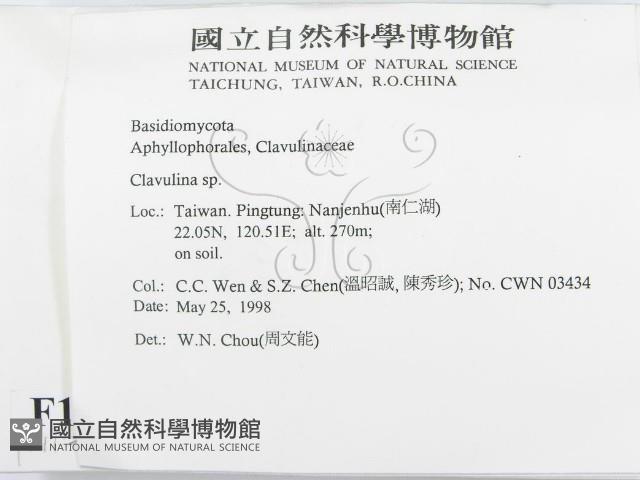 國立自然科學博物館
NATIONAL MUSEUM OF NATURAL SCIENCE
TAICHUNG, TAIWAN, R.O.CHINA
Basidiomycota
Aphyllophorales, Clavulinaceae
Clavulina sp.
Loc.: Taiwan. Pingtung: Nanjenhu(南仁湖)
22.05N, 120.51E; alt. 270m;
on soil.
Col.: C.C. Wen & S.Z. Chen(溫昭誠, 陳秀珍); No. CWN 03434
Date: May 25, 1998
Det.: W.N. Chou(周文能)
國立自然科學博物館
NATIONAL MUSEUM OF NATURAL SCIENCE